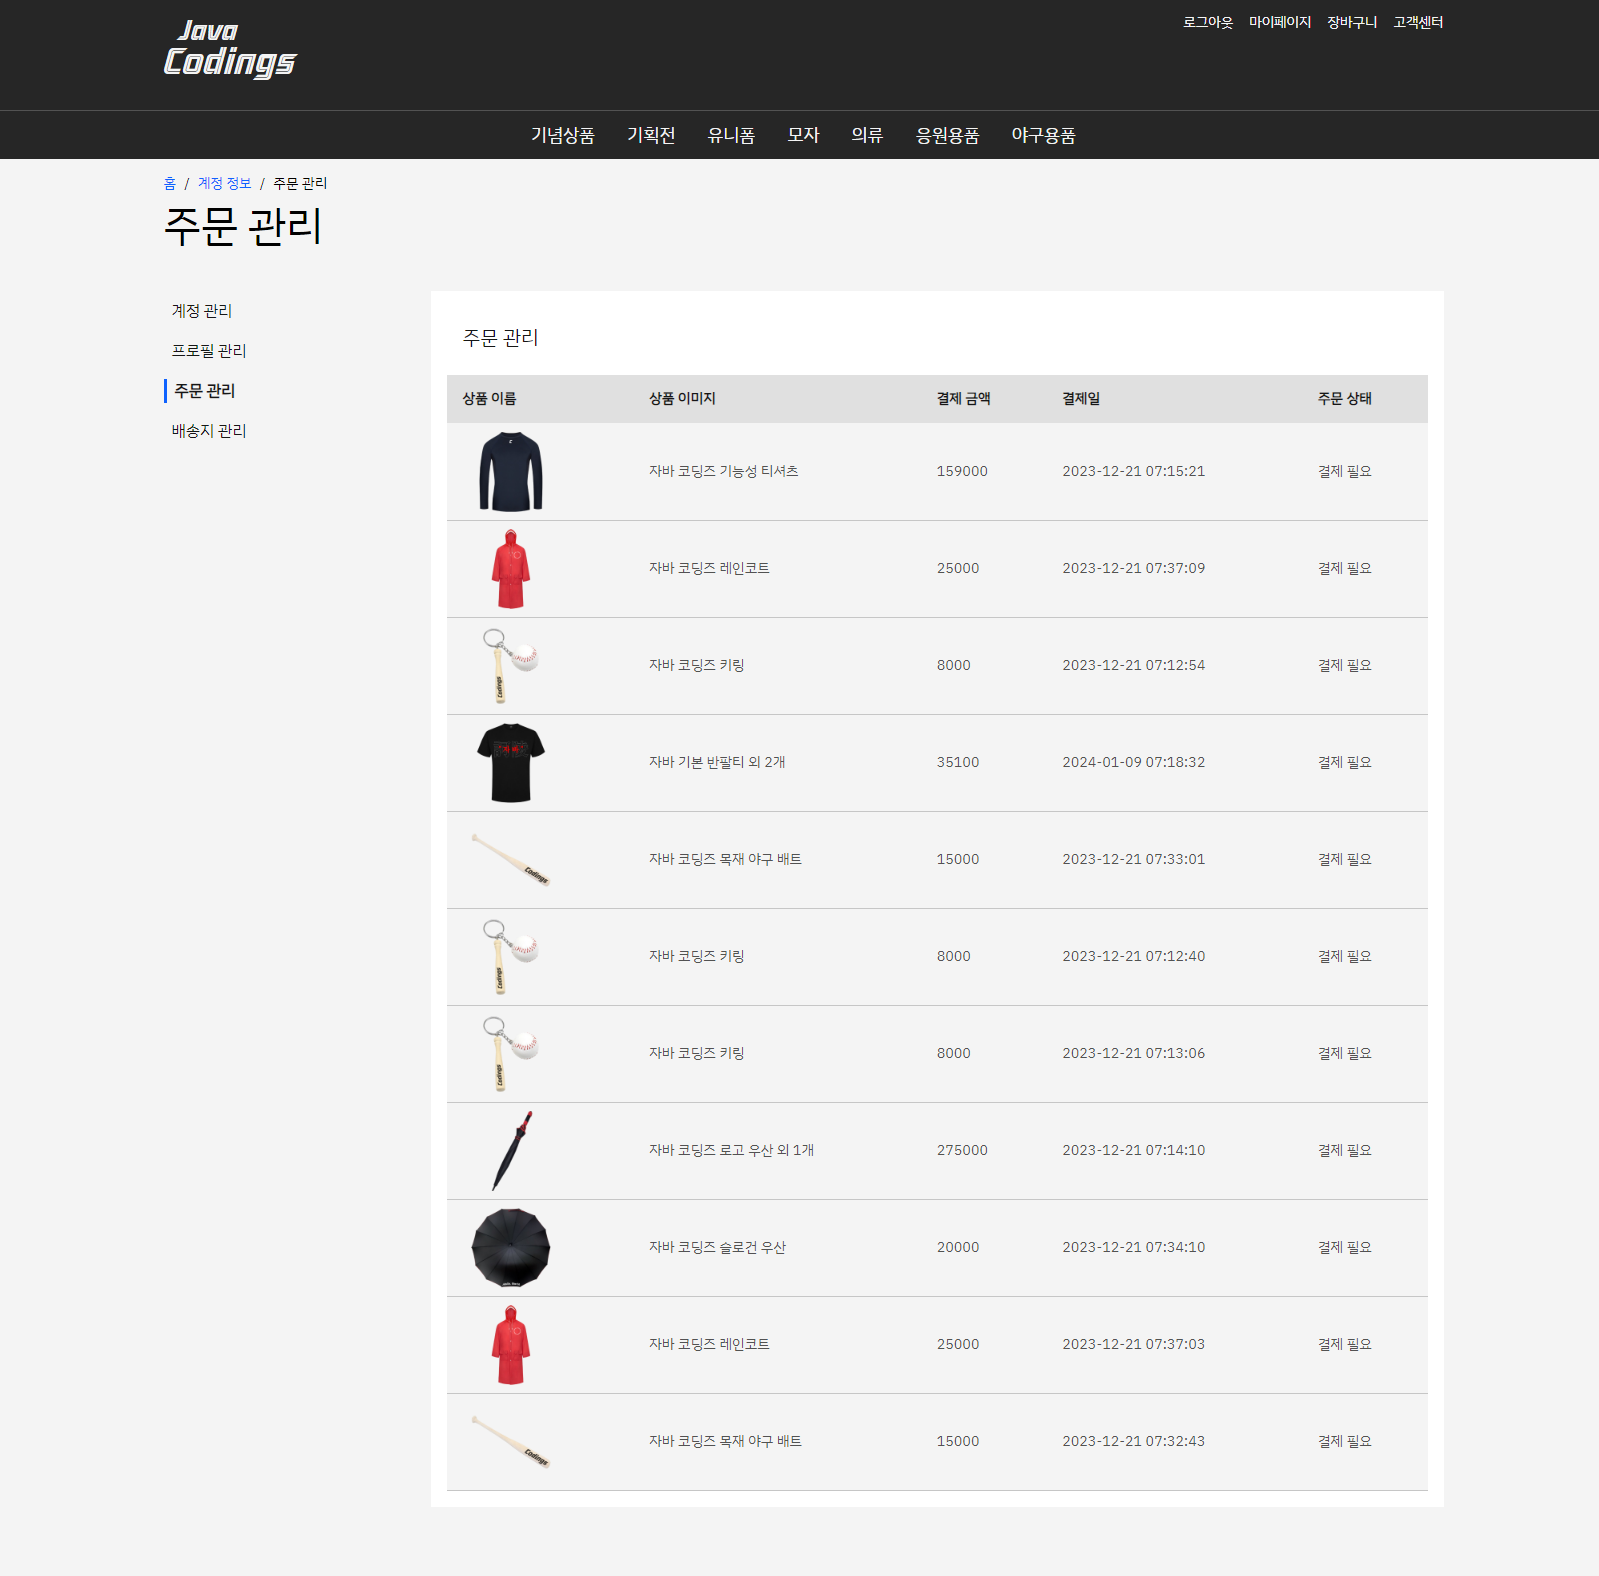 Java
Codings
로그아웃 마이페이지 장바구니 고객센터
기념상품 기획전 유니폼 모자 의류 응원용품 야구용품
홈 / 계정 정보 / 주문 관리
주문 관리
계정 관리
프로필 관리
주문 관리
배송지 관리
주문 관리
상품 이름 상품 이미지 결제 금액 결제일 주문 상태
자바 코딩즈 기능성 티셔츠 159000 2023-12-21 07:15:21 결제 필요
자바 코딩즈 레인코트 25000 2023-12-21 07:37:09 결제 필요
Codings
자바 코딩즈 키링 8000 2023-12-21 07:12:54 결제 필요
자바 기본 반팔티 외 2개 35100 2024-01-09 07:18:32 결제 필요
Codings
자바 코딩즈 목재 야구 배트 15000 2023-12-21 07:33:01 결제 필요
Codings
자바 코딩즈 키링 8000 2023-12-21 07:12:40 결제 필요
Codings
자바 코딩즈 키링 8000 2023-12-21 07:13:06 결제 필요
자바 코딩즈 로고 우산 외 1개 275000 2023-12-21 07:14:10 결제 필요
자바 코딩즈 슬로건 우산 20000 2023-12-21 07:34:10 결제 필요
자바 코딩즈 레인코트 25000 2023-12-21 07:37:03 결제 필요
Codings
자바 코딩즈 목재 야구 배트 15000 2023-12-21 07:32:43 결제 필요